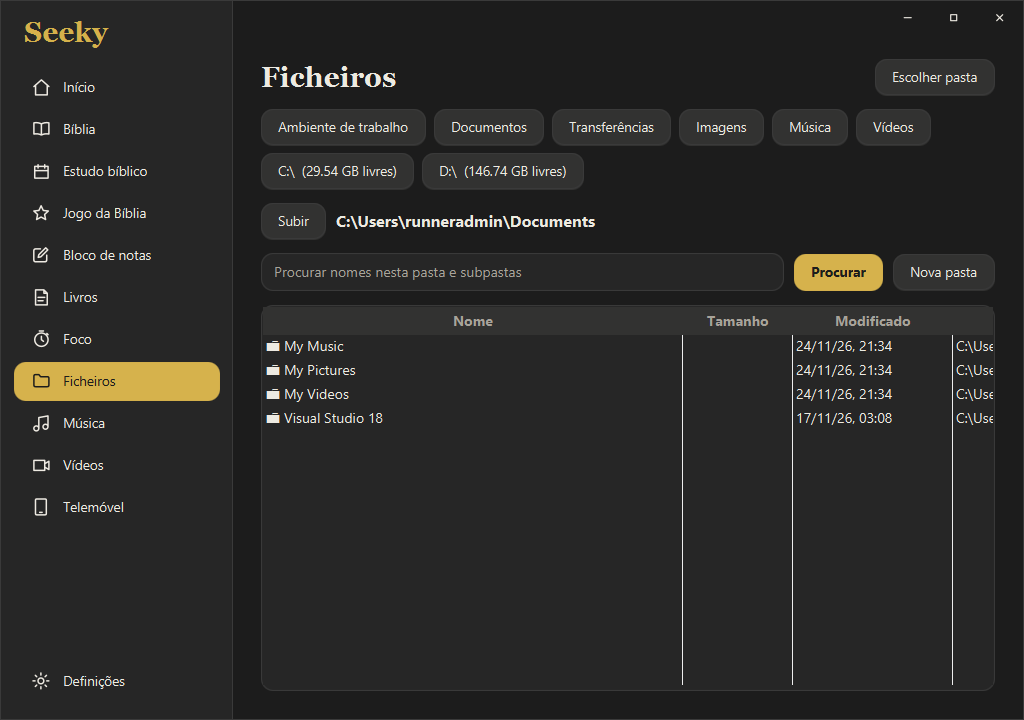 Seeky
Início
Bíblia
Estudo bíblico
Jogo da Bíblia
Bloco de notas
Livros
Foco
Ficheiros
Música
Vídeos
Telemóvel
Definições
Ficheiros
Escolher pasta
Ambiente de trabalho Documentos Transferências Imagens Música Vídeos
C:\ (29.54 GB livres) D:\ (146.74 GB livres)
Subir C:\Users\runneradmin\Documents
Procurar nomes nesta pasta e subpastas Procurar Nova pasta
Nome Tamanho Modificado
My Music 24/11/26, 21:34 C:\Use
My Pictures 24/11/26, 21:34 C:\Use
My Videos 24/11/26, 21:34 C:\Use
Visual Studio 18 17/11/26, 03:08 C:\Use